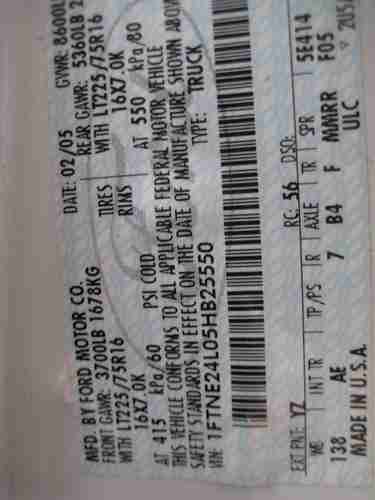 MFD. BY FORD MOTOR CO.
DATE: 02/05 GVWR: 8600L
FRONT GAWR: 3700LB 1678KG
REAR GAWR: 5360LB 2
WITH LT225/75R16 TIRES WITH LT225/75R16
16X7.0K RIMS 16X7.0K
AT 415 kPa/60 PSI COLD AT 550 kPa/80
THIS VEHICLE CONFORMS TO ALL APPLICABLE FEDERAL MOTOR VEHICLE
SAFETY STANDARDS IN EFFECT ON THE DATE OF MANUFACTURE SHOWN ABOV
VIN: 1FTNE24L05HB25550
TYPE: TRUCK
EXT PNT: YZ RC: 56 DSO:
WB INT TR TP/PS R AXLE TR SPR 5E414
138 AE 7 B4 F MMRR F05
MADE IN U.S.A. ULC